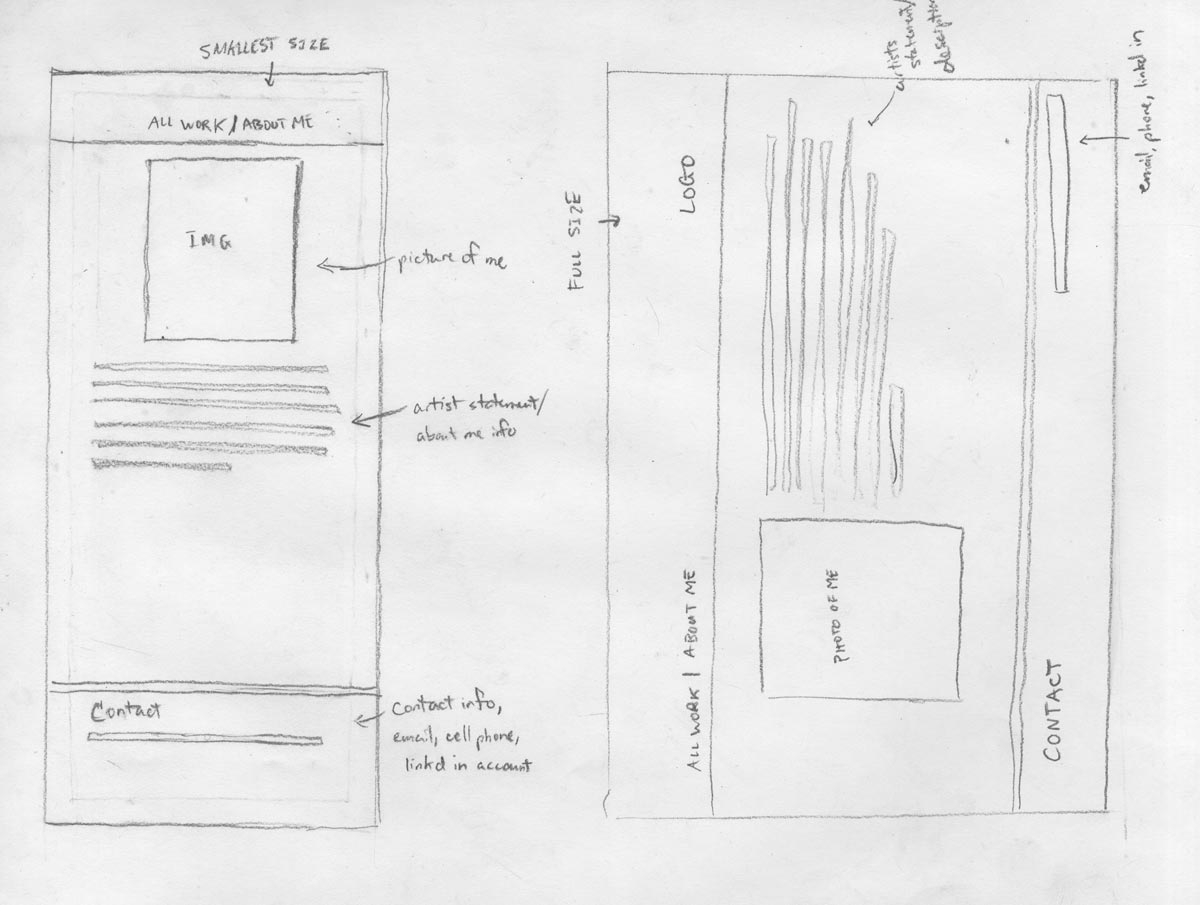 SMALLEST SIZE
ALL WORK / ABOUT ME
IMG
picture of me
artist statement/
about me info
Contact
Contact info,
email, cell phone,
linkd in account
FULL SIZE
LOGO
ALL WORK / ABOUT ME
artists
statement/
PHOTO OF ME
CONTACT
email, phone, linkd in